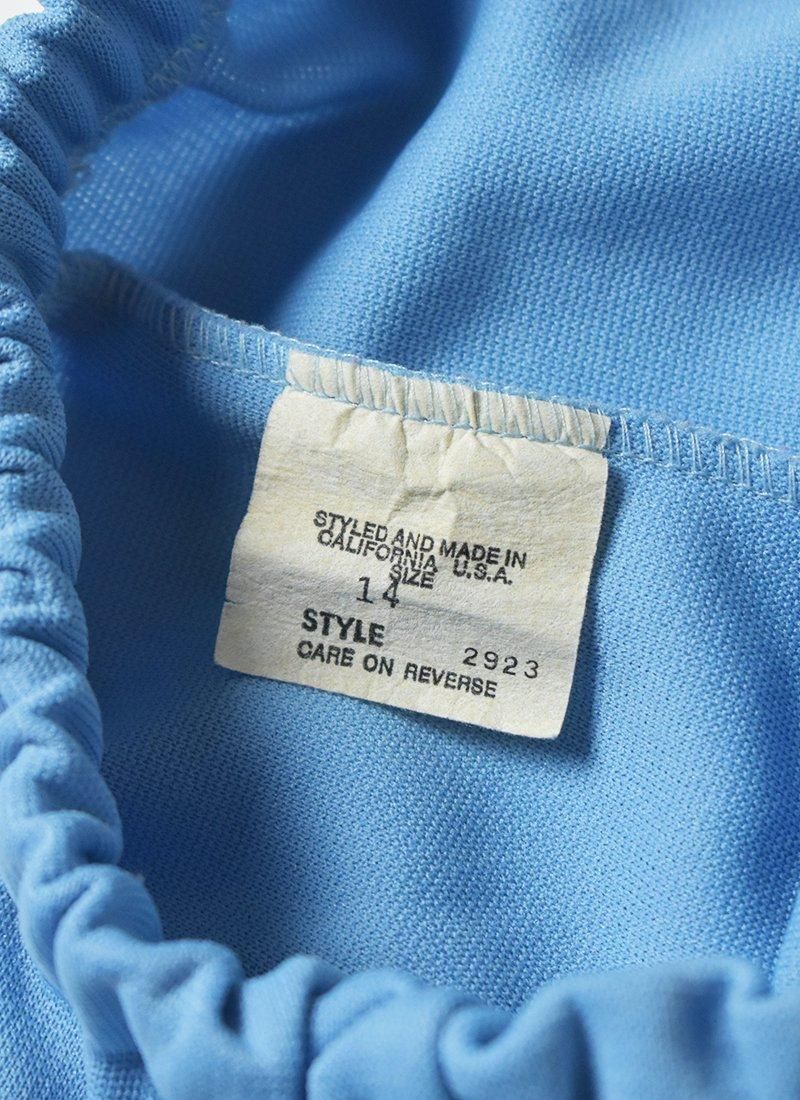 STYLED AND MADE IN
CALIFORNIA U.S.A.
SIZE
14
STYLE 2923
CARE ON REVERSE